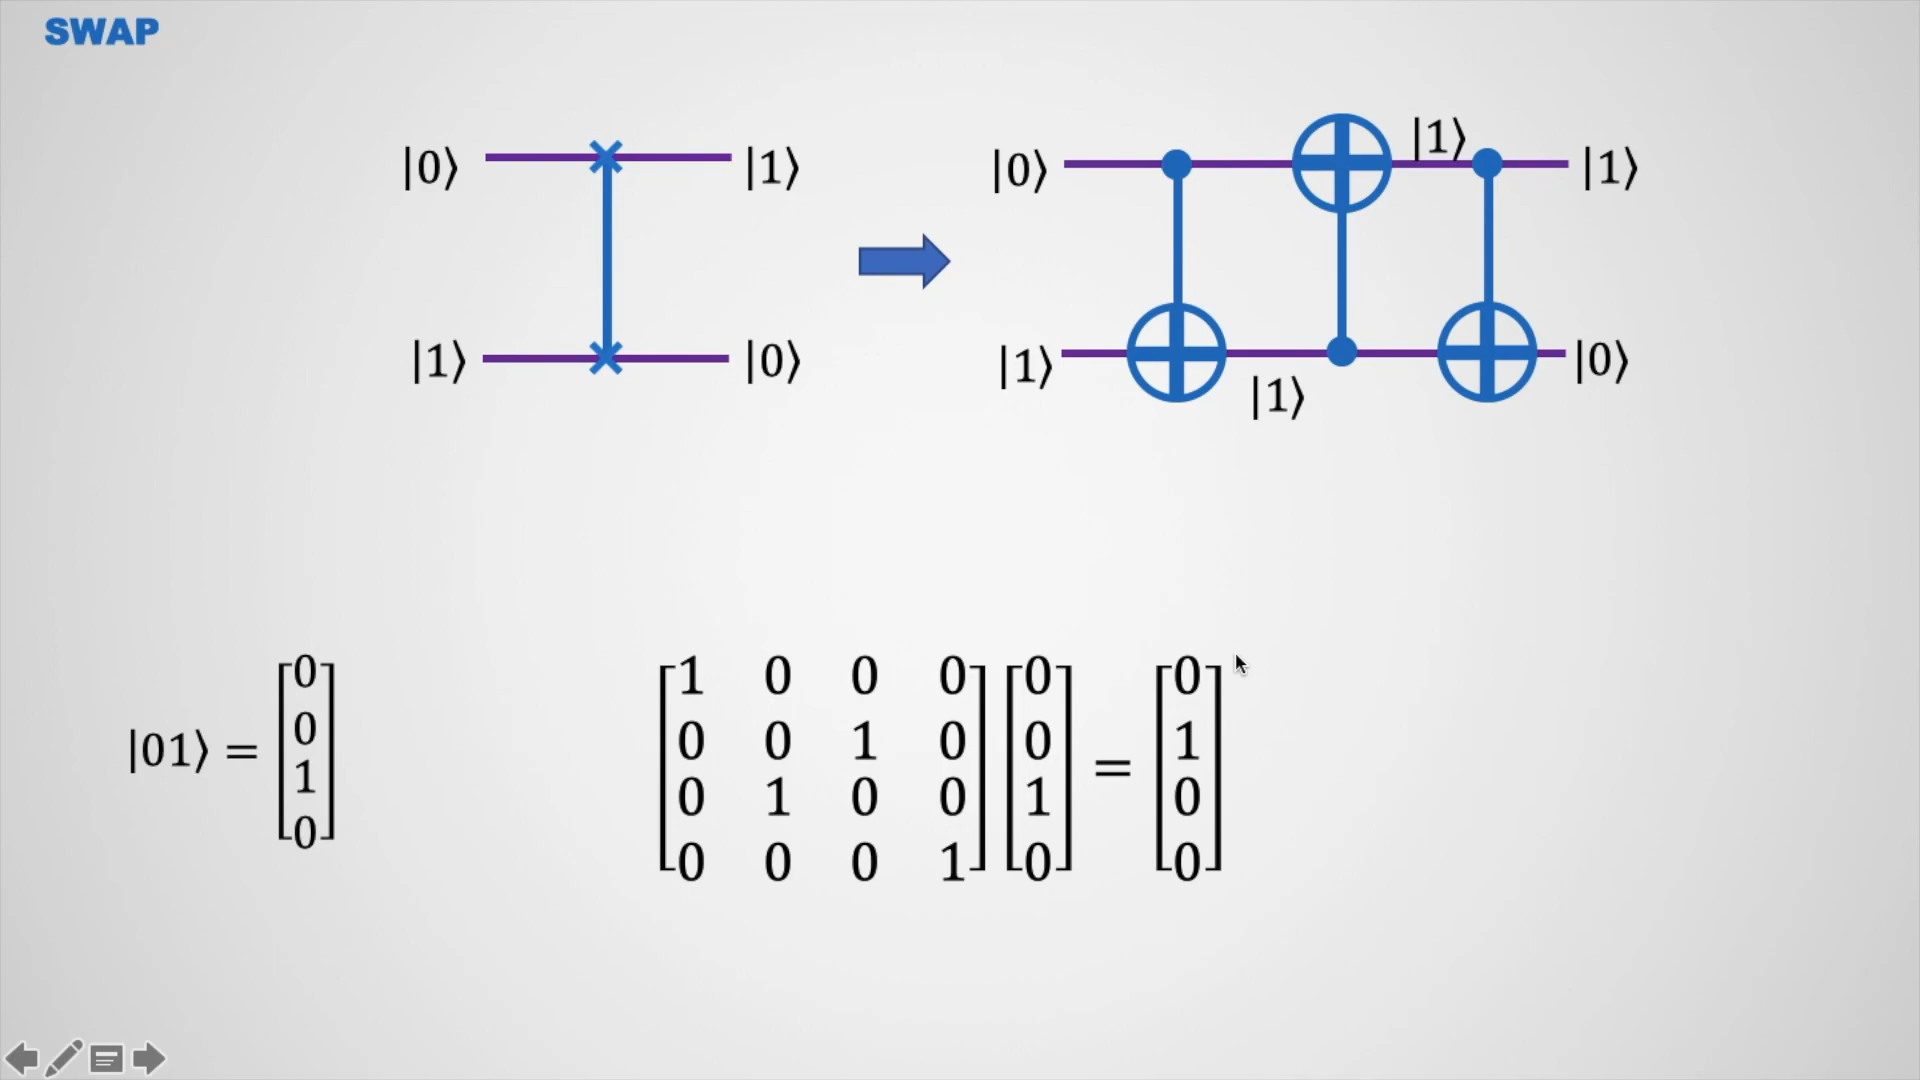 SWAP
|0⟩ |1⟩
|1⟩ |0⟩
|0⟩ |1⟩ |1⟩
|1⟩ |1⟩ |0⟩
|01⟩ = [0 0 1 0]
[1 0 0 0] [0] [0]
[0 0 1 0] [0] [1]
[0 1 0 0] [1] = [0]
[0 0 0 1] [0] [0]